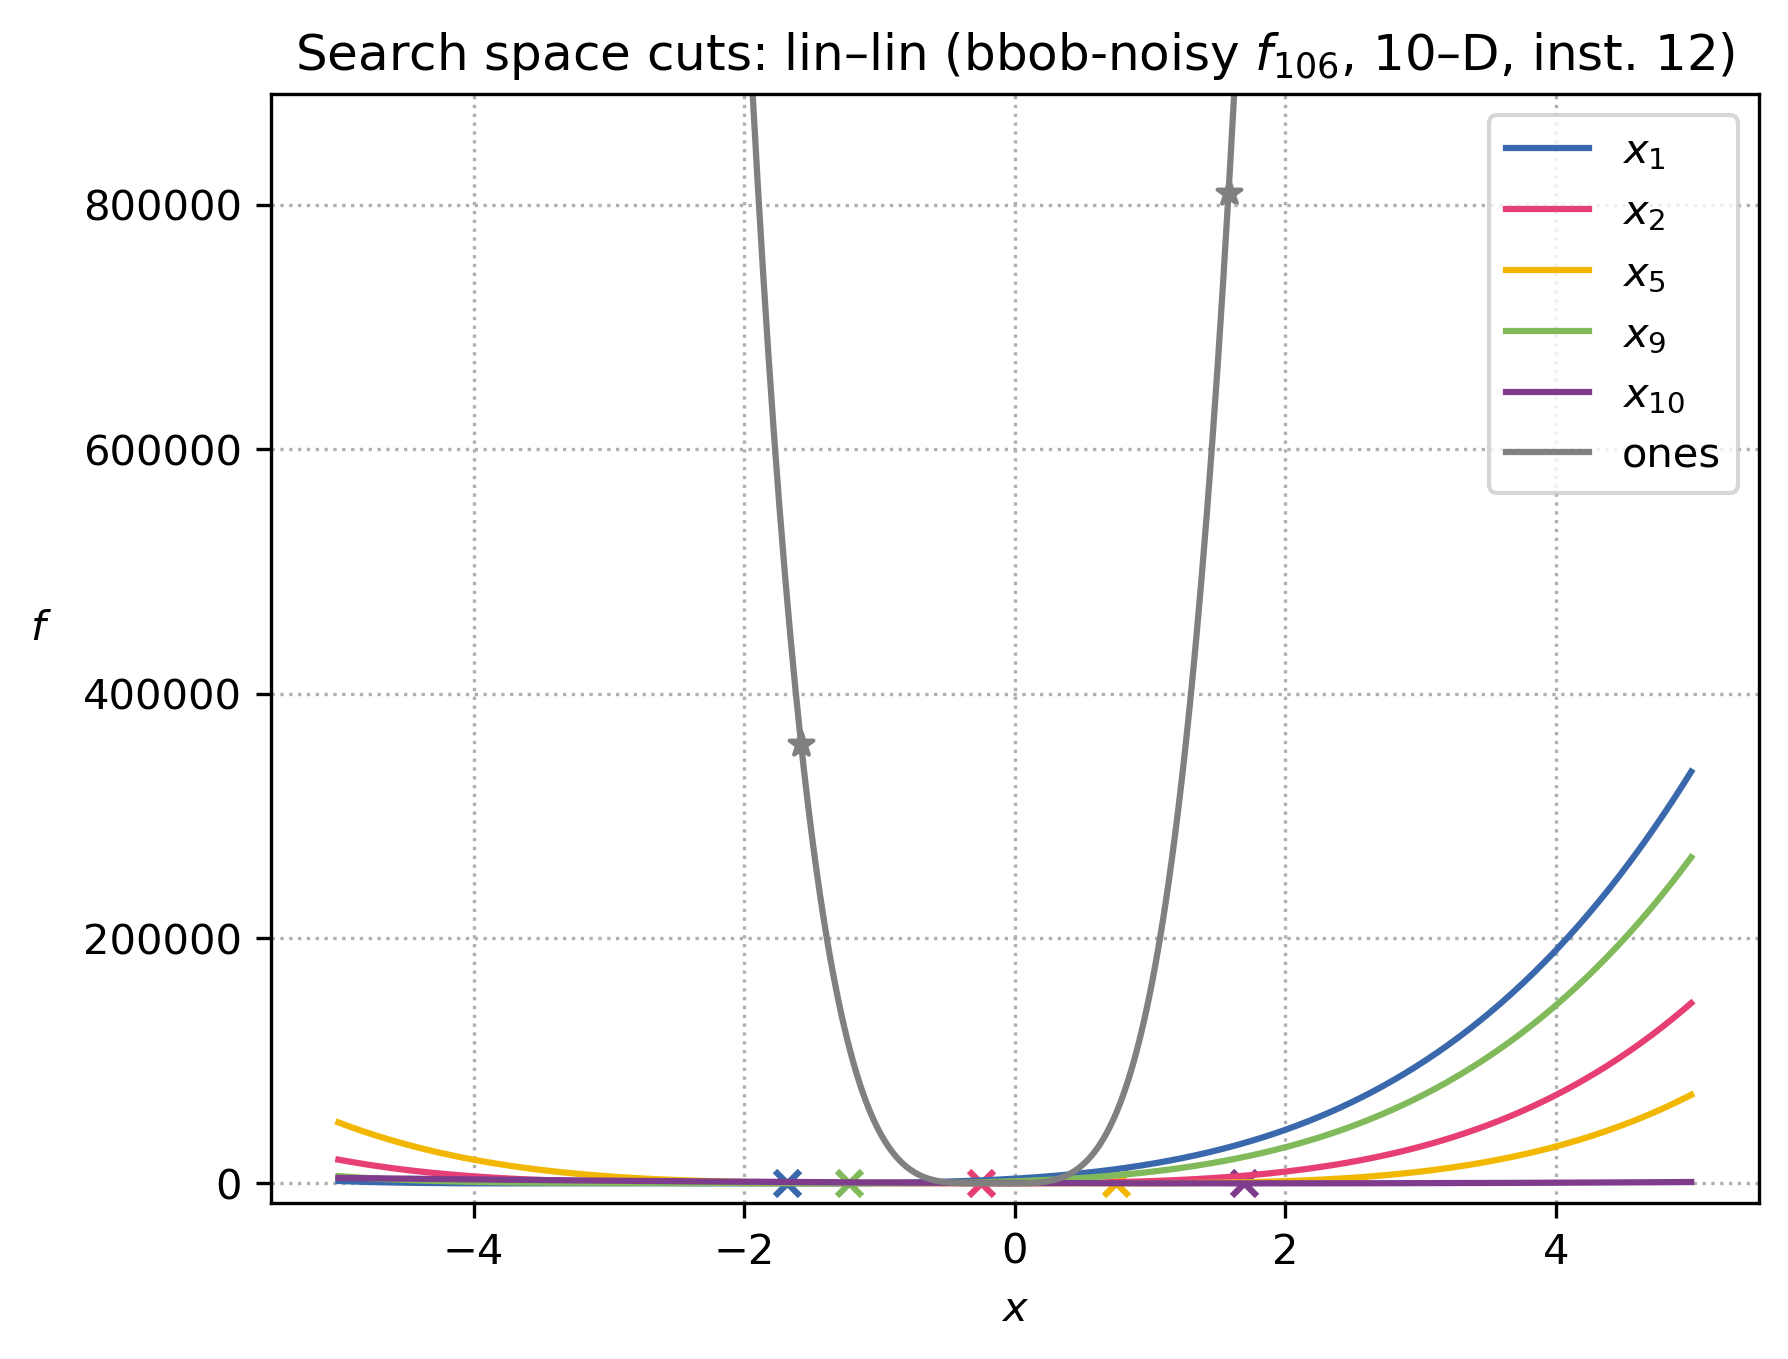 Search space cuts: lin–lin (bbob-noisy f₁₀₆, 10–D, inst. 12)
x₁
x₂
x₅
x₉
x₁₀
ones
800000
600000
400000
200000
0
f
−4 −2 0 2 4
x